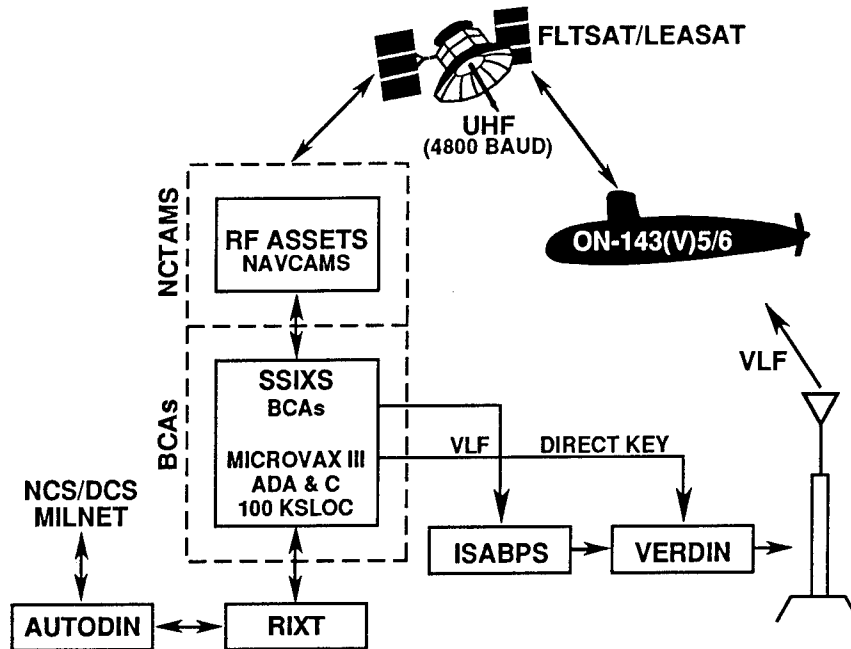 FLTSAT/LEASAT
UHF
(4800 BAUD)
NCTAMS
RF ASSETS
NAVCAMS
ON-143(V)5/6
VLF
BCAs
SSIXS
BCAs
MICROVAX III
ADA & C
100 KSLOC
VLF
DIRECT KEY
NCS/DCS
MILNET
ISABPS
VERDIN
AUTODIN
RIXT